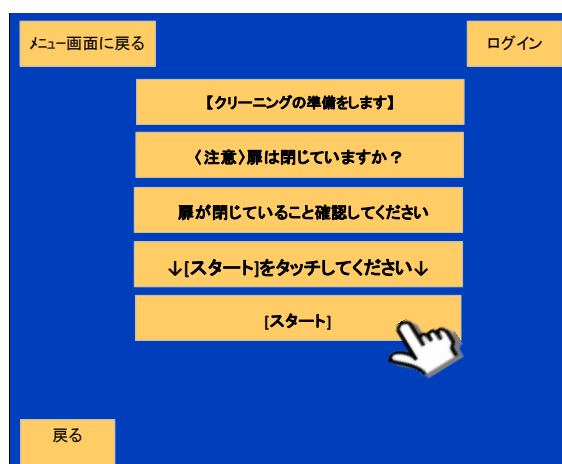 メニュー画面に戻る
ログイン
【クリーニングの準備をします】
〈注意〉扉は閉じていますか？
扉が閉じていること確認してください
↓[スタート]をタッチしてください↓
[スタート]
戻る